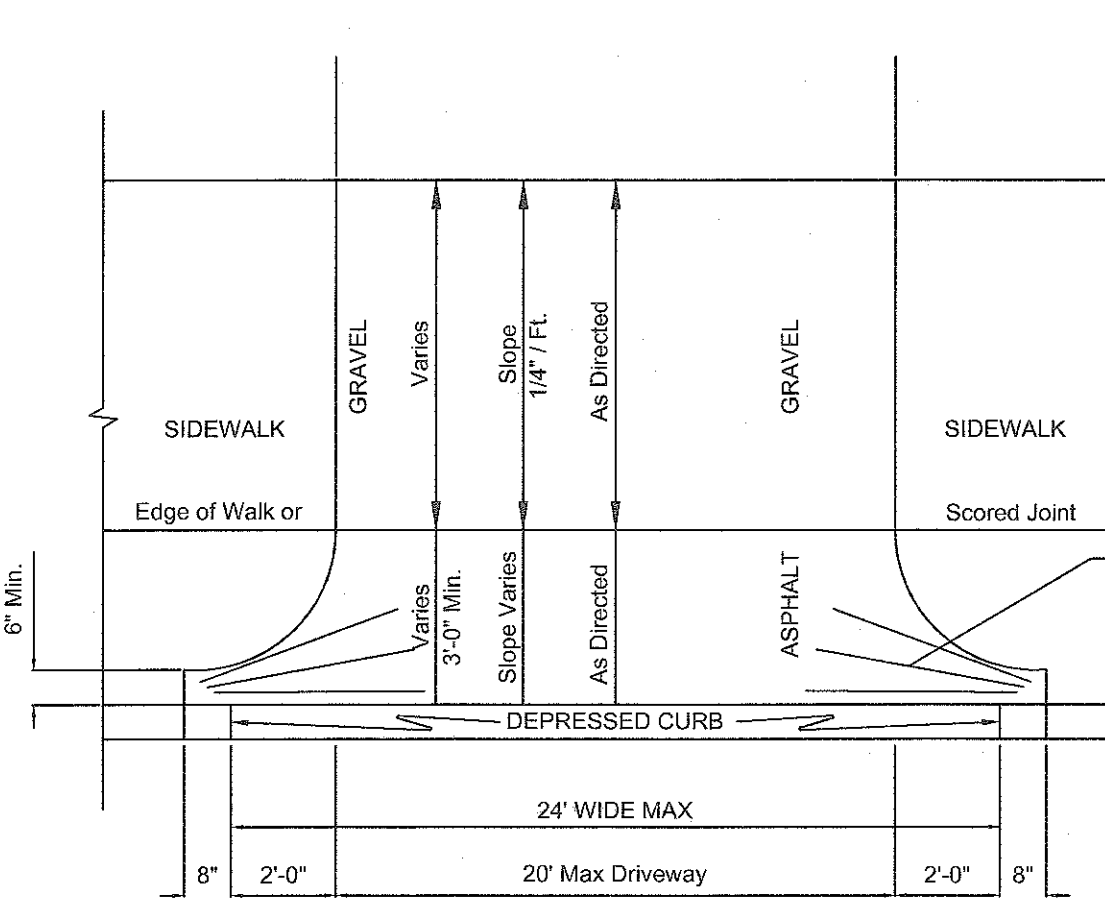 GRAVEL
Varies
Slope
1/4" / Ft.
As Directed
GRAVEL
SIDEWALK
SIDEWALK
Edge of Walk or
Scored Joint
6" Min.
Varies
3'-0" Min.
Slope Varies
As Directed
ASPHALT
DEPRESSED CURB
24' WIDE MAX
8"
2'-0"
20' Max Driveway
2'-0"
8"